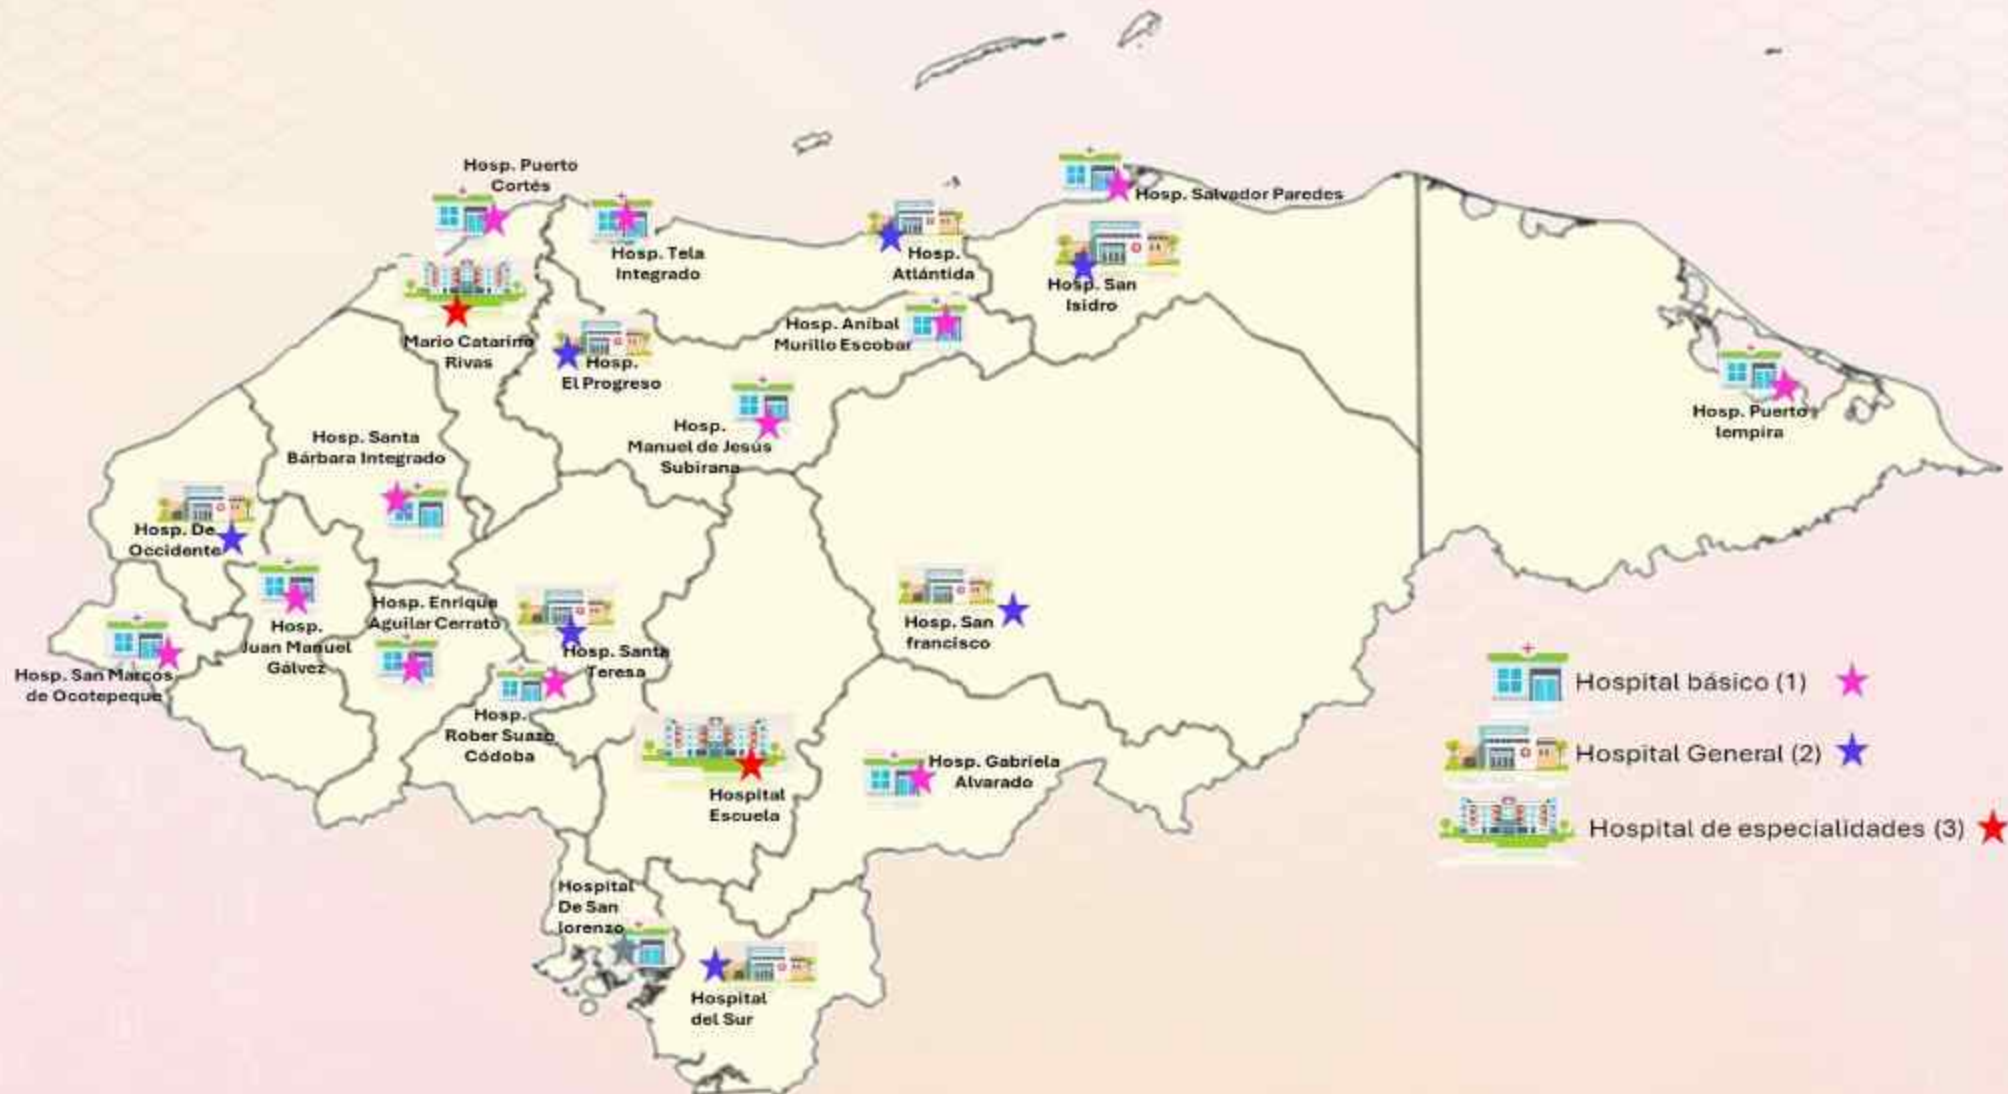 Hosp. Puerto
Cortés
Hosp. Salvador Paredes
Hosp. Tela
Integrado
Hosp.
Atlántida
Hosp. San
Isidro
Mario Catarino
Rivas
Hosp. Aníbal
Murillo Escobar
Hosp.
El Progreso
Hosp. Puerto
lempira
Hosp.
Manuel de Jesús
Subirana
Hosp. Santa
Bárbara Integrado
Hosp. De
Occidente
Hosp. Enrique
Aguilar Cerrato
Hosp. San
francisco
Hosp.
Juan Manuel
Gálvez
Hosp. Santa
Teresa
Hosp. San Marcos
de Ocotepeque
Hosp.
Rober Suazo
Códoba
Hosp. Gabriela
Alvarado
Hospital
Escuela
Hospital
De San
lorenzo
Hospital
del Sur
Hospital básico (1)
Hospital General (2)
Hospital de especialidades (3)